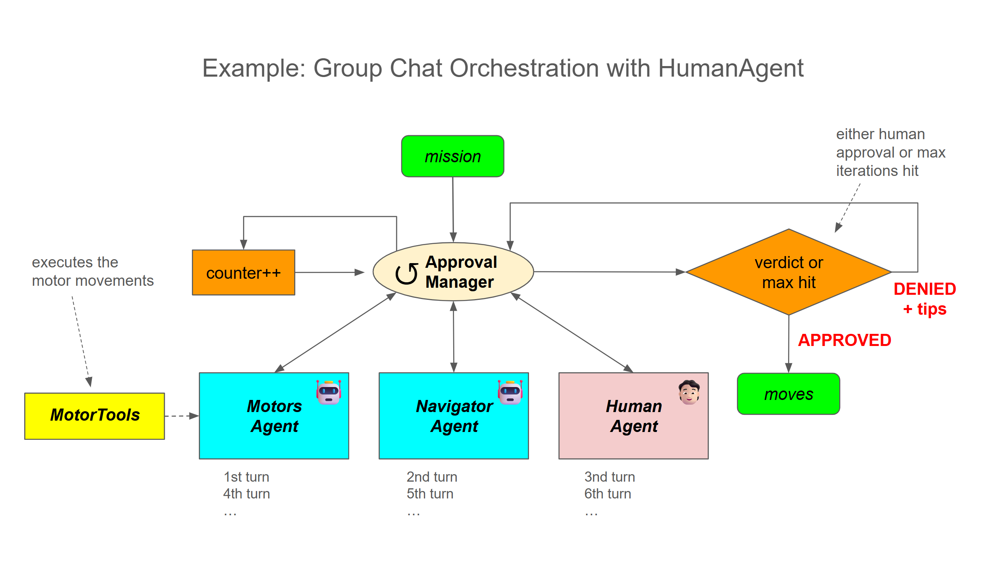 Example: Group Chat Orchestration with HumanAgent
mission
either human
approval or max
iterations hit
executes the
motor movements
counter++
Approval
Manager
verdict or
max hit
DENIED
+ tips
APPROVED
MotorTools
Motors
Agent
Navigator
Agent
Human
Agent
moves
1st turn
4th turn
…
2nd turn
5th turn
…
3nd turn
6th turn
…